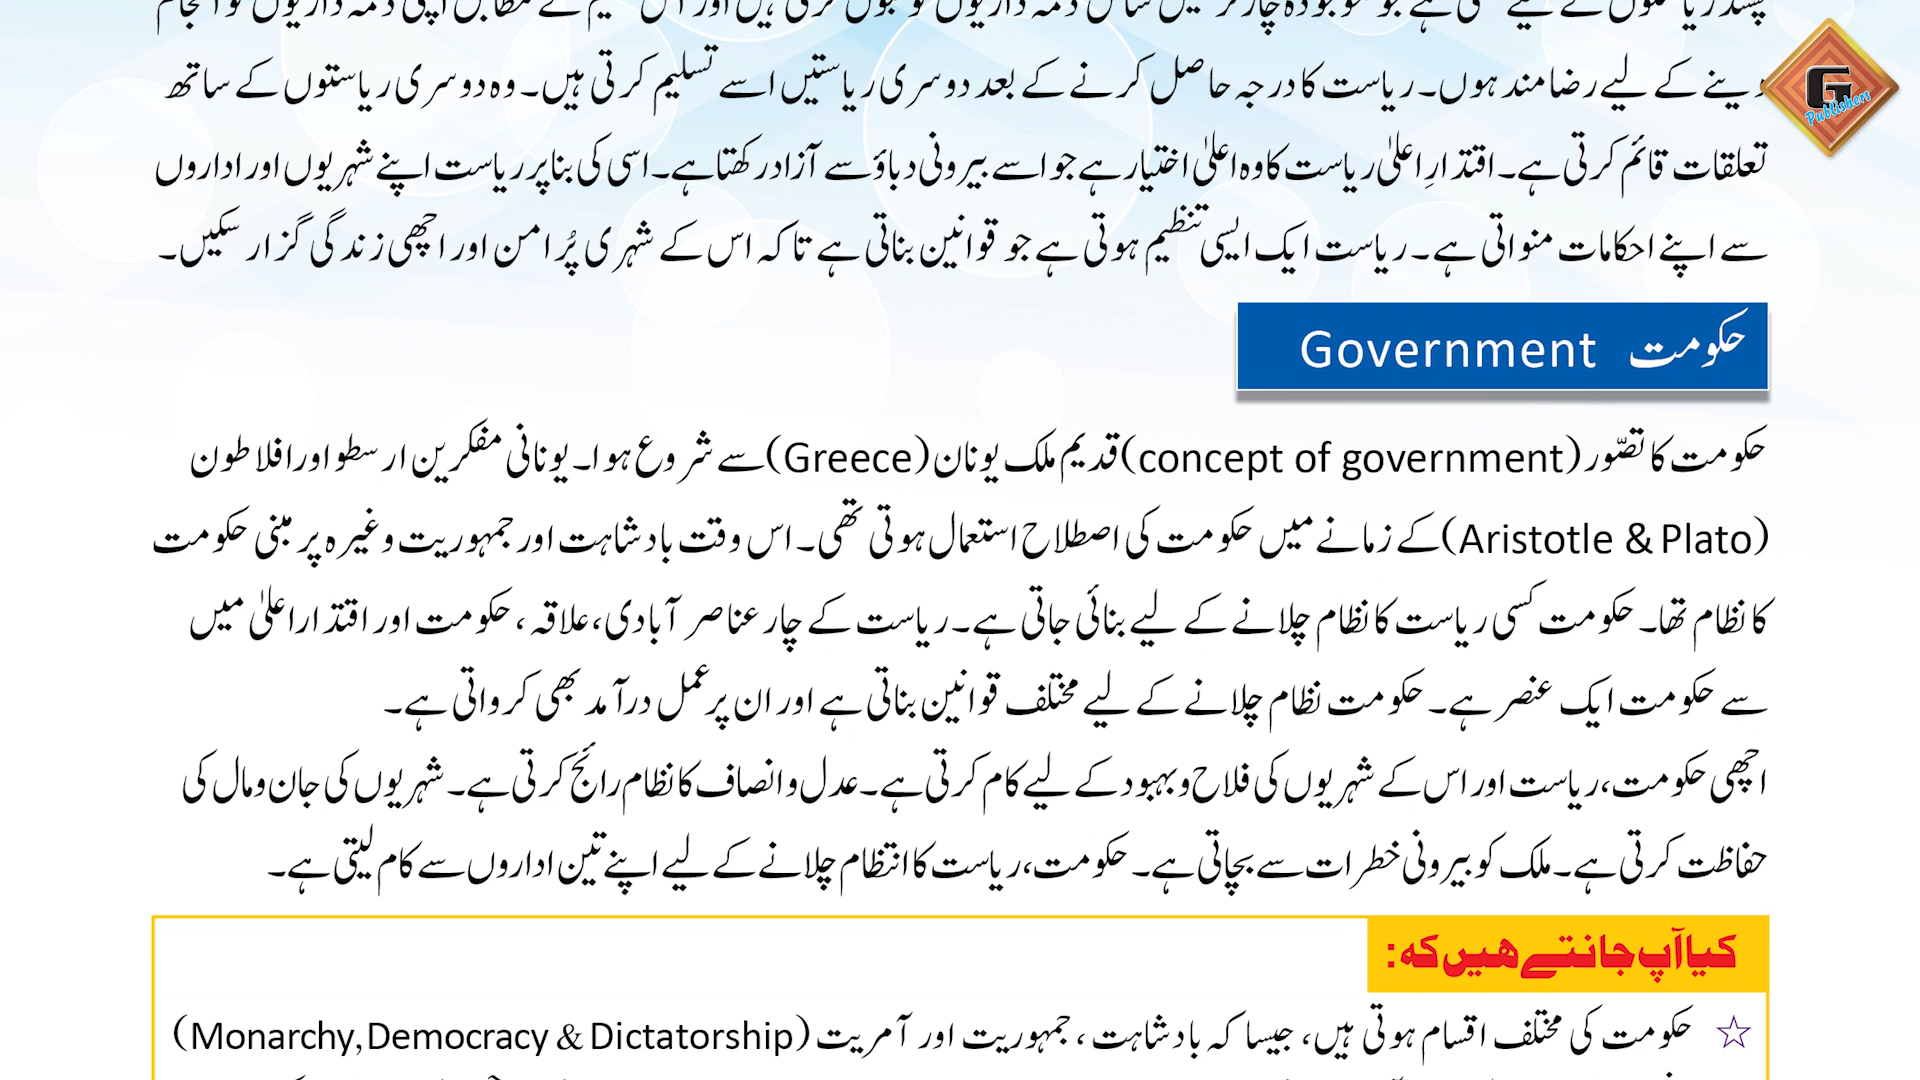 دینے کے لیے رضامند ہوں۔ ریاست کا درجہ حاصل کرنے کے بعد دوسری ریاستیں اسے تسلیم کرتی ہیں۔ وہ دوسری ریاستوں کے ساتھ
تعلقات قائم کرتی ہے۔ اقتدارِ اعلیٰ ریاست کا وہ اعلیٰ اختیار ہے جو اسے بیرونی دباؤ سے آزاد رکھتا ہے۔ اسی کی بنا پر ریاست اپنے شہریوں اور اداروں
سے اپنے احکامات منواتی ہے۔ ریاست ایک ایسی تنظیم ہوتی ہے جو قوانین بناتی ہے تاکہ اس کے شہری پُرامن اور اچھی زندگی گزار سکیں۔
حکومت Government
حکومت کا تصّور (concept of government) قدیم ملک یونان (Greece) سے شروع ہوا۔ یونانی مفکرین ارسطو اور افلاطون
(Aristotle & Plato) کے زمانے میں حکومت کی اصطلاح استعمال ہوتی تھی۔ اس وقت بادشاہت اور جمہوریت وغیرہ پر مبنی حکومت
کا نظام تھا۔ حکومت کسی ریاست کا نظام چلانے کے لیے بنائی جاتی ہے۔ ریاست کے چار عناصر آبادی، علاقہ، حکومت اور اقتدار اعلیٰ میں
سے حکومت ایک عنصر ہے۔ حکومت نظام چلانے کے لیے مختلف قوانین بناتی ہے اور ان پر عمل درآمد بھی کرواتی ہے۔
اچھی حکومت، ریاست اور اس کے شہریوں کی فلاح و بہبود کے لیے کام کرتی ہے۔ عدل و انصاف کا نظام رائج کرتی ہے۔ شہریوں کی جان و مال کی
حفاظت کرتی ہے۔ ملک کو بیرونی خطرات سے بچاتی ہے۔ حکومت، ریاست کا انتظام چلانے کے لیے اپنے تین اداروں سے کام لیتی ہے۔
کیا آپ جانتے ہیں کہ:
☆ حکومت کی مختلف اقسام ہوتی ہیں، جیسا کہ بادشاہت، جمہوریت اور آمریت (Monarchy, Democracy & Dictatorship)
G Publishers